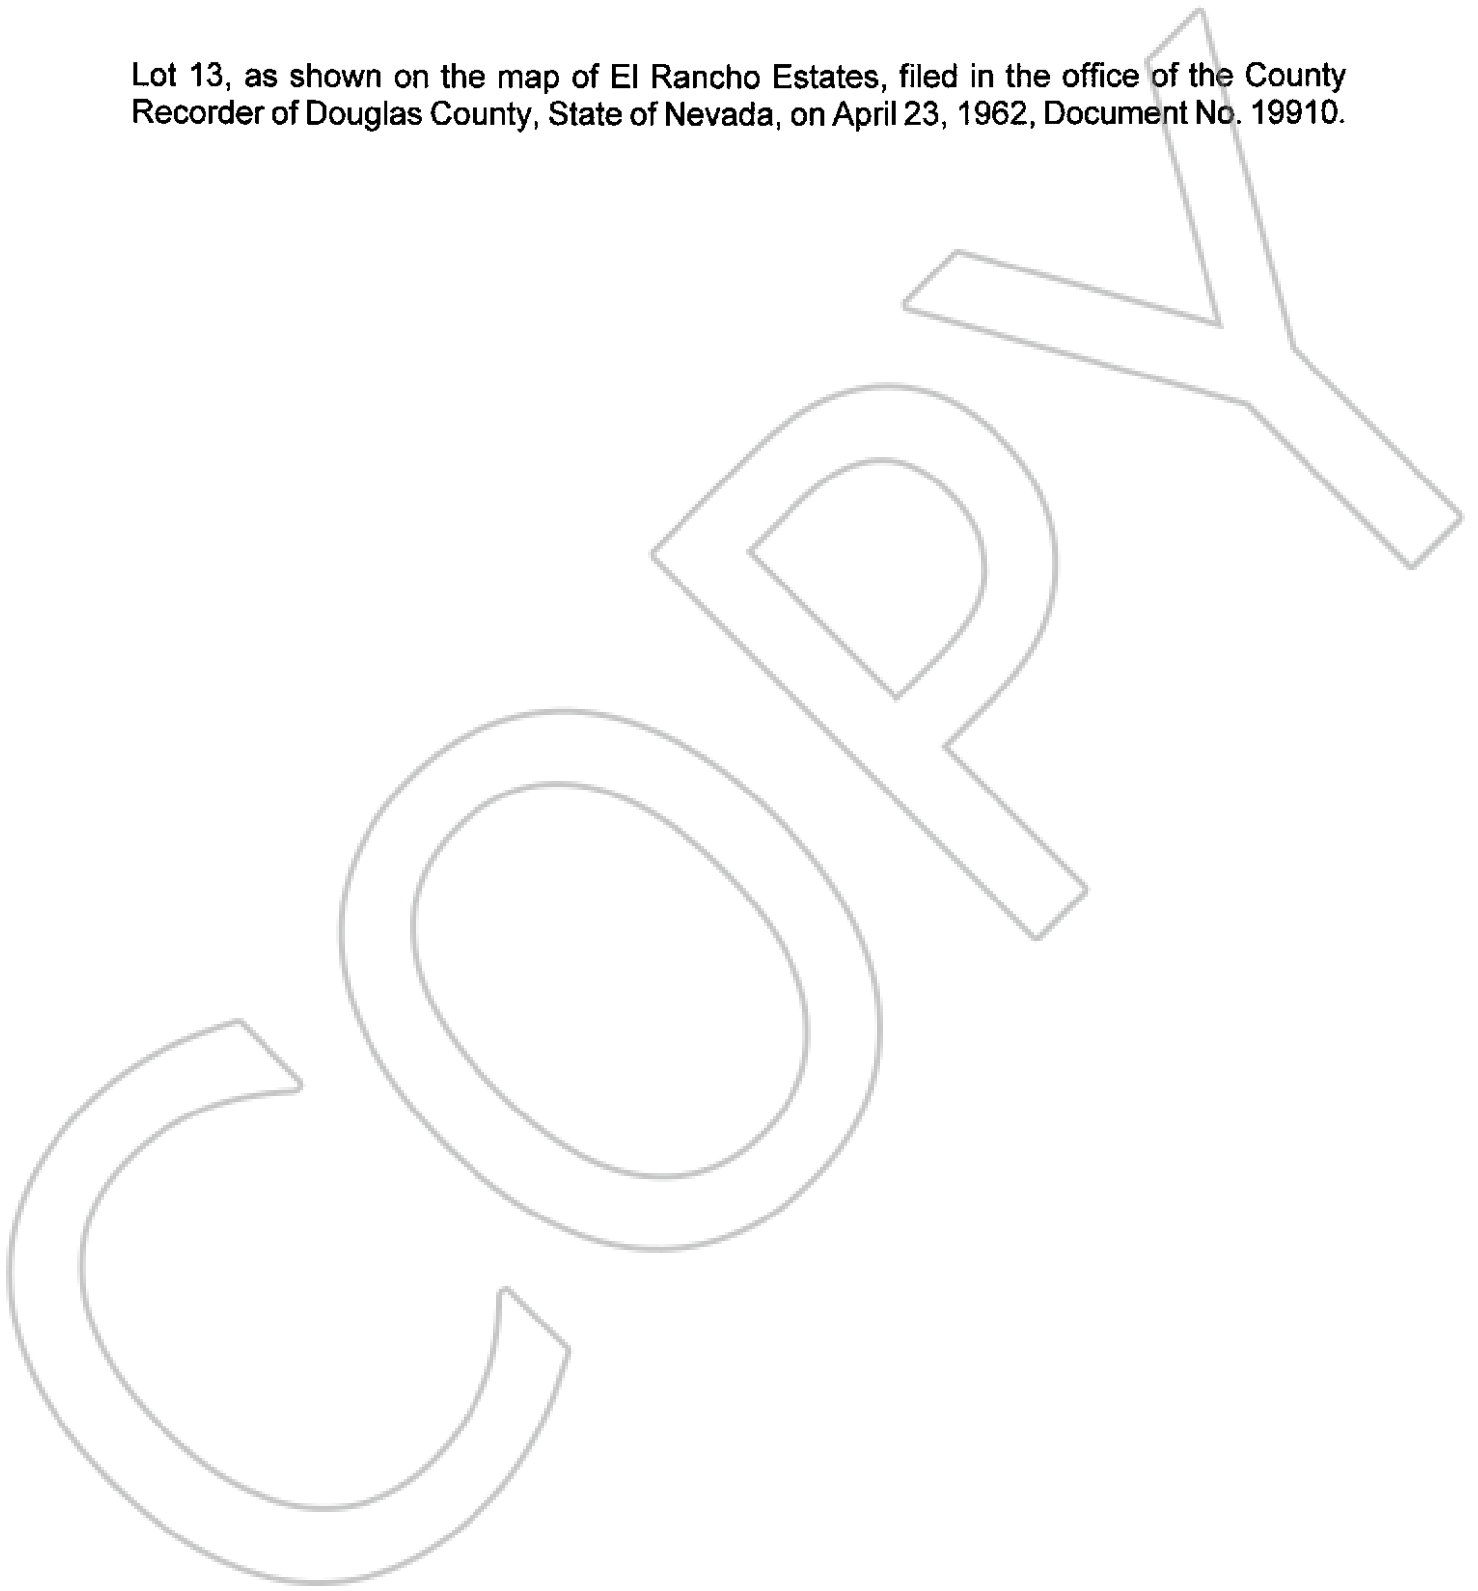 Lot 13, as shown on the map of El Rancho Estates, filed in the office of the County
Recorder of Douglas County, State of Nevada, on April 23, 1962, Document No. 19910.
COPY